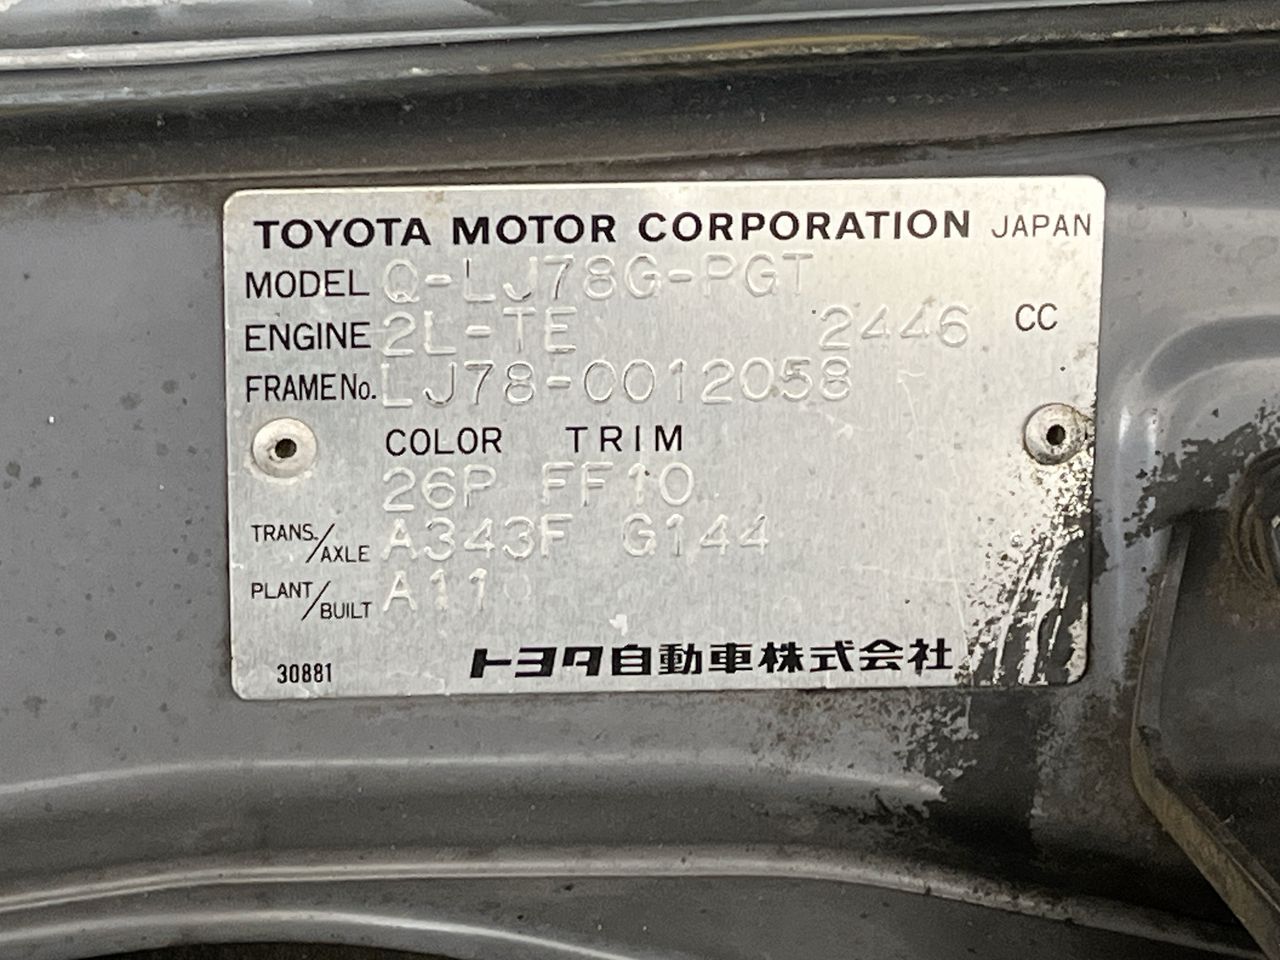 TOYOTA MOTOR CORPORATION JAPAN
MODEL Q-LJ78G-PGT
ENGINE 2L-TE 2446 CC
FRAME No. LJ78-0012058
COLOR TRIM
26P FF10
TRANS./AXLE A343F G144
PLANT/BUILT A11
30881 トヨタ自動車株式会社